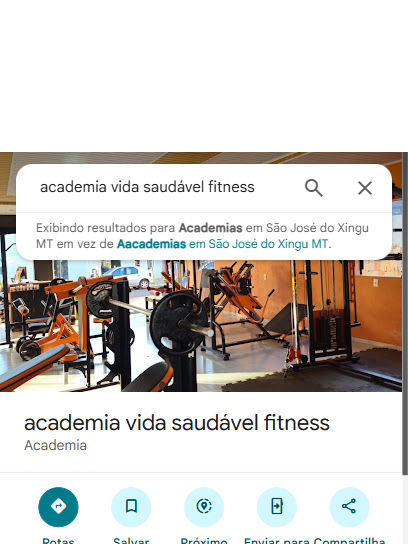 academia vida saudável fitness
Exibindo resultados para Academias em São José do Xingu
MT em vez de Aacademias em São José do Xingu MT.
academia vida saudável fitness
Academia
Rotas Salvar Próximo Enviar para Compartilha